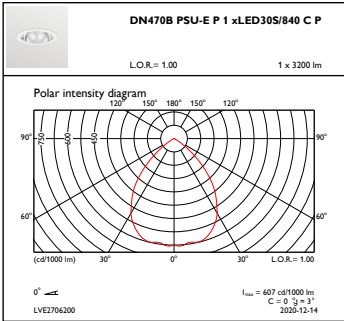 DN470B PSU-E P 1 xLED30S/840 C P
L.O.R.= 1.00 1 x 3200 lm
Polar intensity diagram
120° 150° 180° 150° 120°
90° 750 600 450 90°
60° 60°
(cd/1000 lm) 30° 0° 30° L.O.R.= 1.00
0° Imax = 607 cd/1000 lm
C = 0 °g = 3°
LVE2706200 2020-12-14